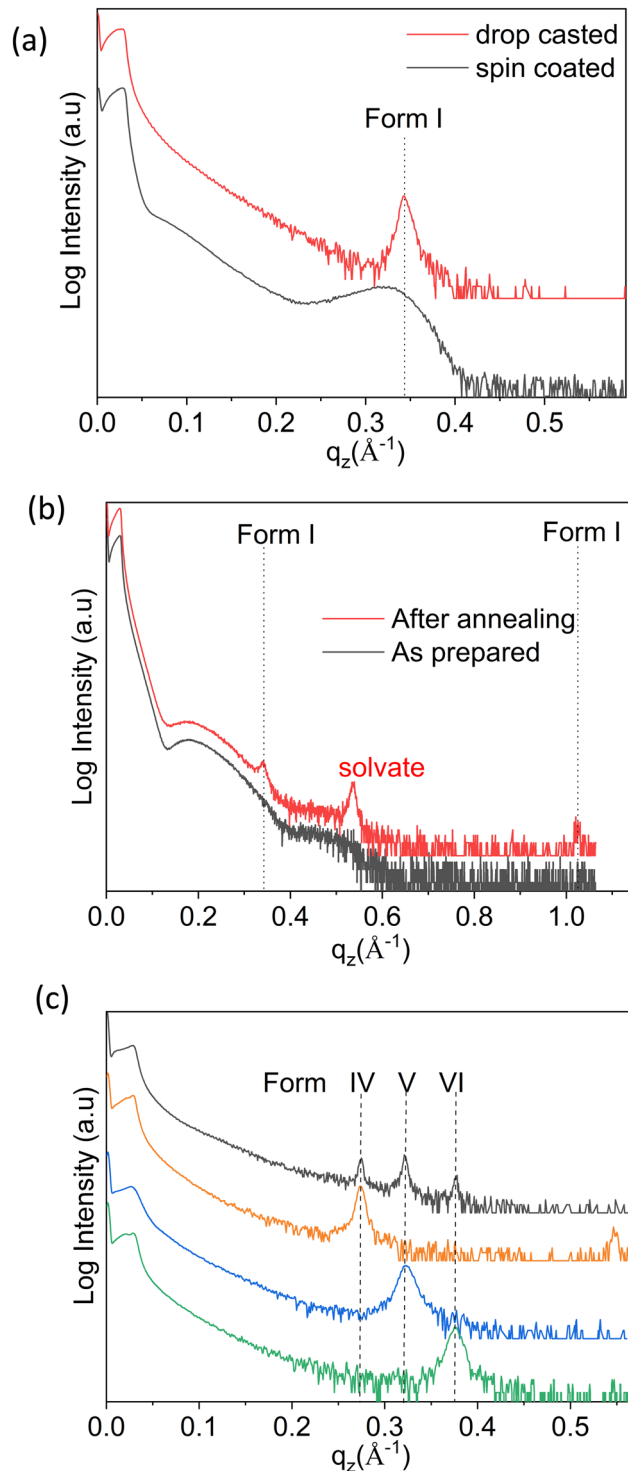 (a)
drop casted
spin coated
Form I
Log Intensity (a.u)
0.0 0.1 0.2 0.3 0.4 0.5
q_z(Å⁻¹)
(b)
Form I Form I
After annealing
As prepared
solvate
Log Intensity (a.u)
0.0 0.2 0.4 0.6 0.8 1.0
q_z(Å⁻¹)
(c)
Form IV V VI
Log Intensity (a.u)
0.0 0.1 0.2 0.3 0.4 0.5
q_z(Å⁻¹)